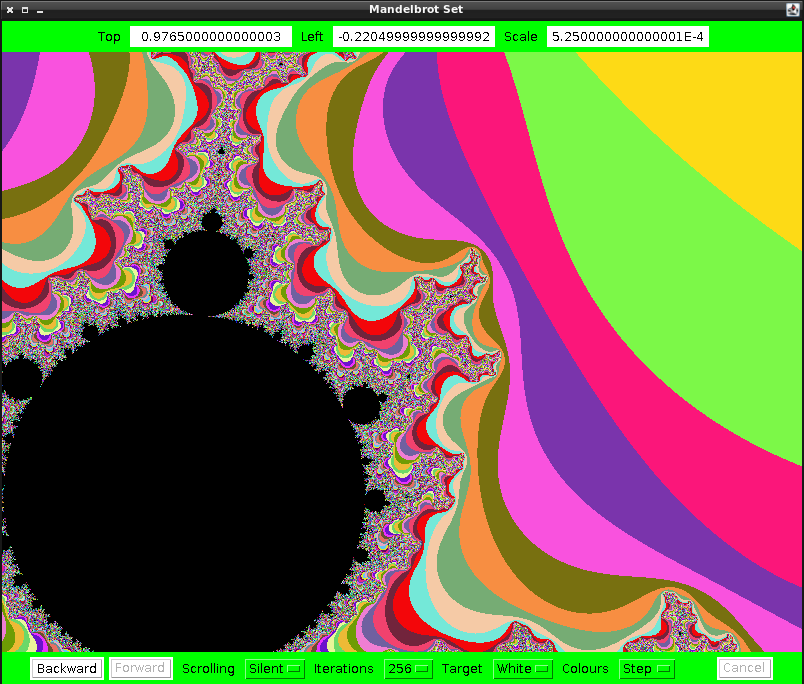 Mandelbrot Set
Top 0.9765000000000003 Left -0.22049999999999992 Scale 5.250000000000001E-4
Backward Forward Scrolling Silent Iterations 256 Target White Colours Step Cancel